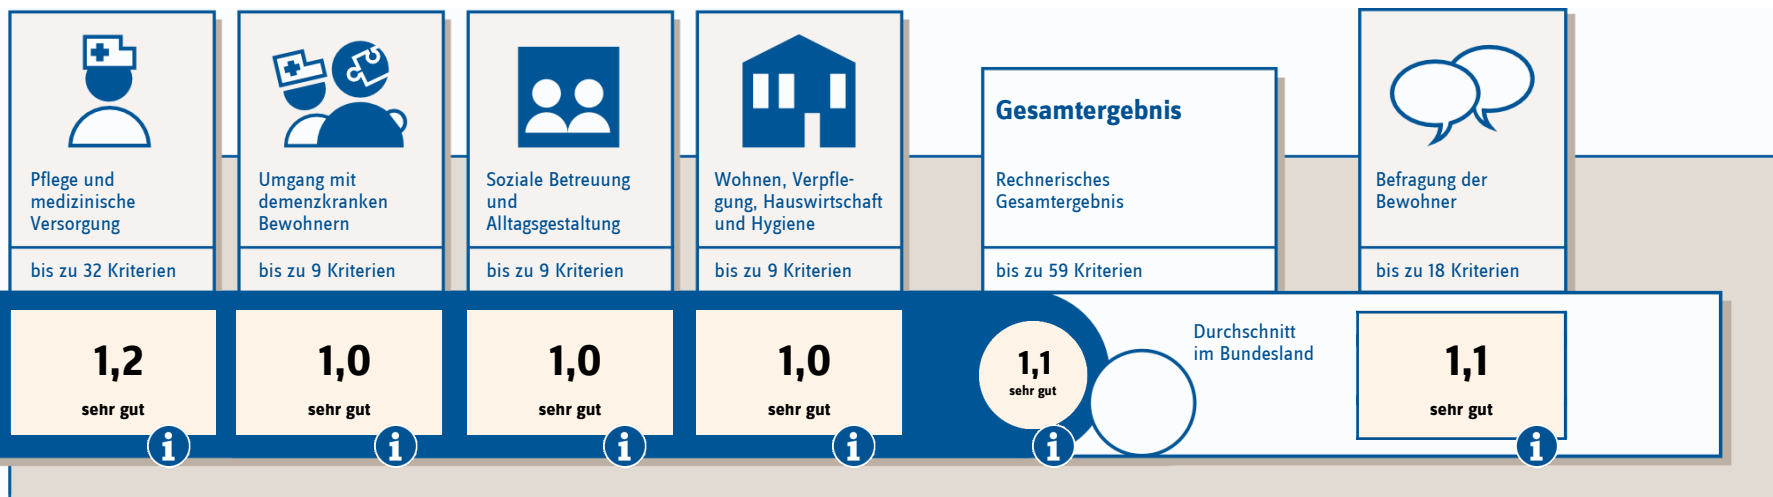 Pflege und
medizinische
Versorgung
bis zu 32 Kriterien
1,2
sehr gut
Umgang mit
demenzkranken
Bewohnern
bis zu 9 Kriterien
1,0
sehr gut
Soziale Betreuung
und
Alltagsgestaltung
bis zu 9 Kriterien
1,0
sehr gut
Wohnen, Verpfle-
gung, Hauswirtschaft
und Hygiene
bis zu 9 Kriterien
1,0
sehr gut
Gesamtergebnis
Rechnerisches
Gesamtergebnis
bis zu 59 Kriterien
1,1
sehr gut
Durchschnitt
im Bundesland
Befragung der
Bewohner
bis zu 18 Kriterien
1,1
sehr gut